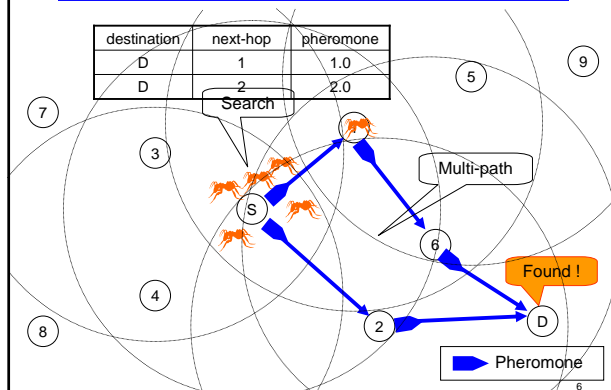 destination next-hop pheromone
D 1 1.0
D 2 2.0
Search
9
5
7
3
Multi-path
S
6
Found !
4
2
D
8
Pheromone
6